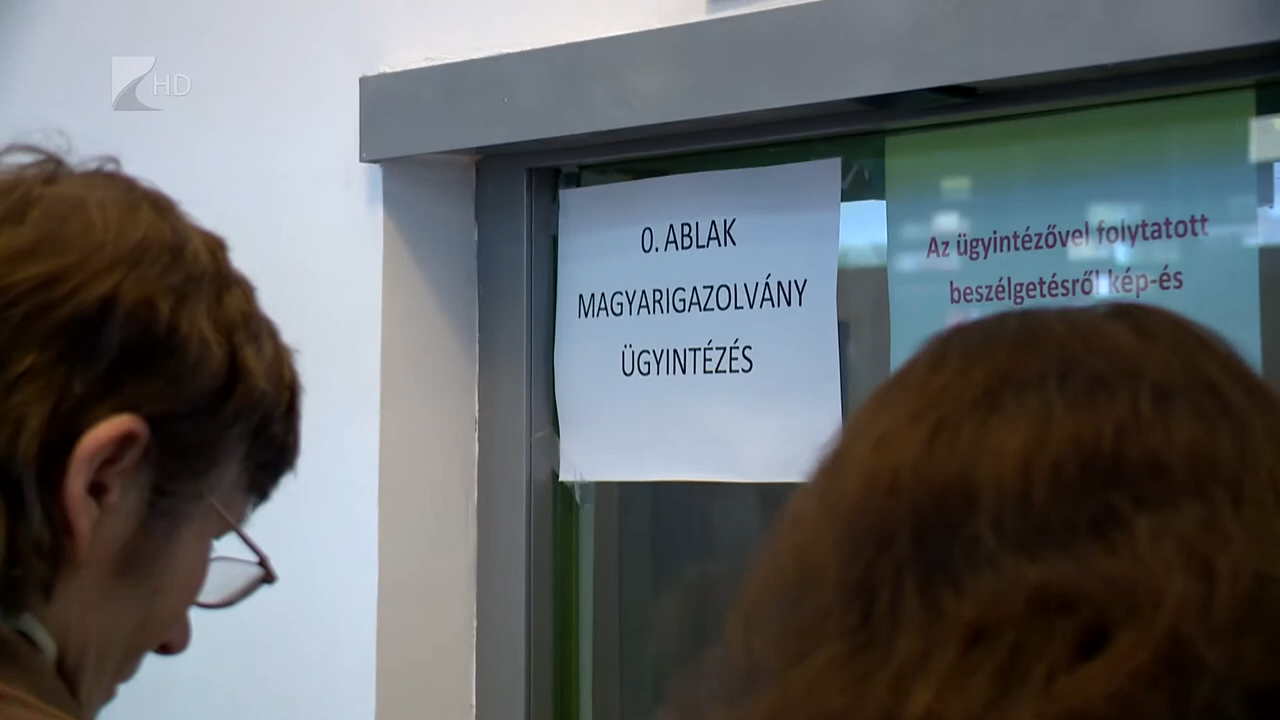 HD
0. ABLAK
MAGYARIGAZOLVÁNY
ÜGYINTÉZÉS
Az ügyintézővel folytatott
beszélgetésről kép-és